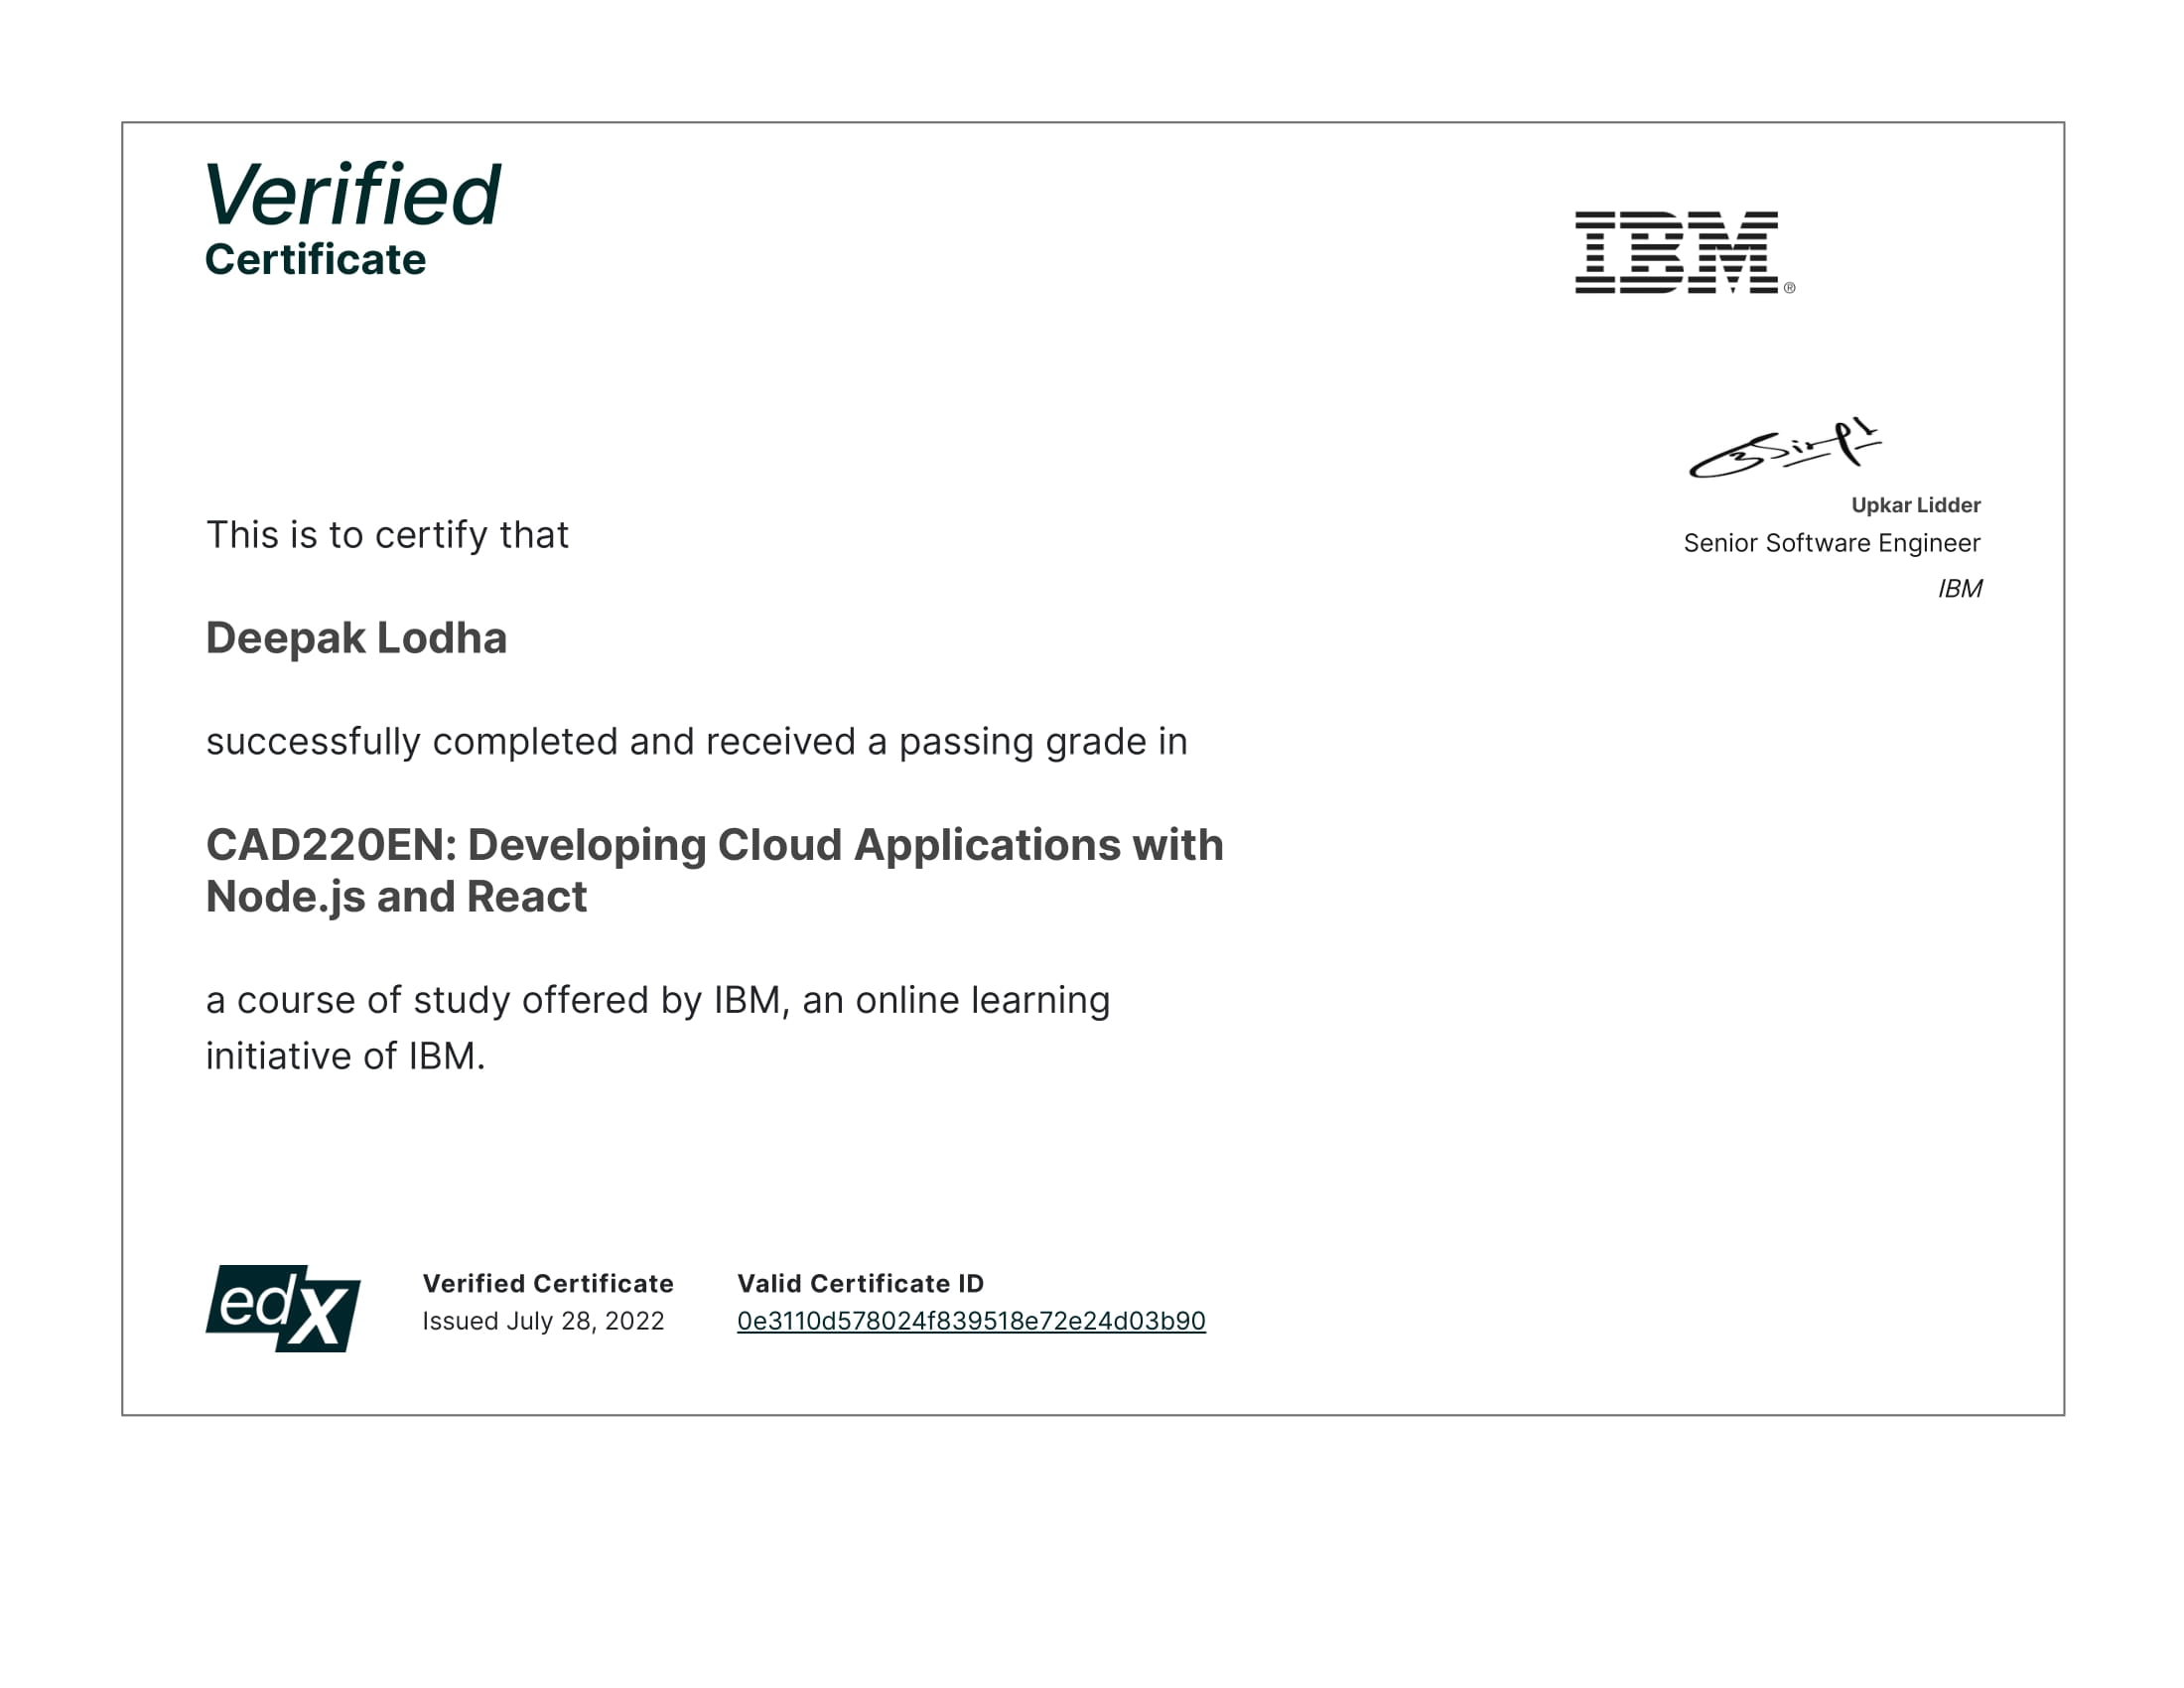 Verified
Certificate
IBM®
Upkar Lidder
Senior Software Engineer
IBM
This is to certify that
Deepak Lodha
successfully completed and received a passing grade in
CAD220EN: Developing Cloud Applications with
Node.js and React
a course of study offered by IBM, an online learning
initiative of IBM.
edX
Verified Certificate
Issued July 28, 2022
Valid Certificate ID
0e3110d578024f839518e72e24d03b90